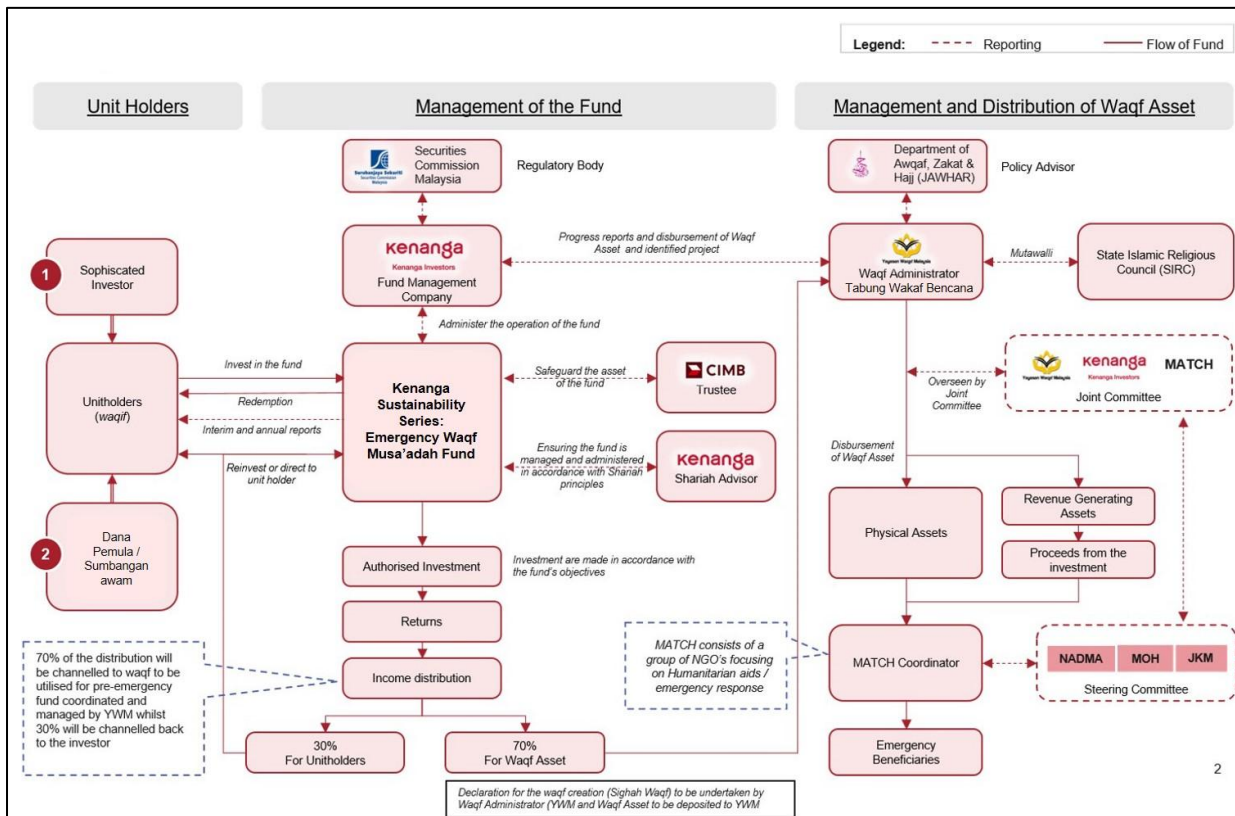 Legend:
Reporting
Flow of Fund
Unit Holders
Management of the Fund
Management and Distribution of Waqf Asset
Suruhanjaya Sekuriti
Securities Commission
Malaysia
Securities
Commission
Malaysia
Regulatory Body
Department of
Awqaf, Zakat &
Hajj (JAWHAR)
Policy Advisor
1
Sophiscated
Investor
kenanga
Kenanga Investors
Fund Management
Company
Progress reports and disbursement of Waqf
Asset and identified project
Yayasan Waqaf Malaysia
Waqf Administrator
Tabung Wakaf Bencana
Mutawalli
State Islamic Religious
Council (SIRC)
Administer the operation of the fund
Unitholders
(waqif)
Invest in the fund
Redemption
Interim and annual reports
Reinvest or direct to
unit holder
Kenanga
Sustainability
Series:
Emergency Waqf
Musa’adah Fund
Safeguard the asset
of the fund
CIMB
Trustee
Ensuring the fund is
managed and administered
in accordance with Shariah
principles
kenanga
Shariah Advisor
Overseen by
Joint
Committee
Yayasan Waqaf Malaysia
kenanga
Kenanga Investors
MATCH
Joint Committee
Disbursement
of Waqf Asset
2
Dana
Pemula /
Sumbangan
awam
Authorised Investment
Investment are made in accordance with
the fund’s objectives
Returns
Income distribution
Physical Assets
Revenue Generating
Assets
Proceeds from the
investment
70% of the distribution will
be channelled to waqf to be
utilised for pre-emergency
fund coordinated and
managed by YWM whilst
30% will be channelled back
to the investor
MATCH consists of a
group of NGO’s focusing
on Humanitarian aids /
emergency response
MATCH Coordinator
NADMA
MOH
JKM
Steering Committee
30%
For Unitholders
70%
For Waqf Asset
Emergency
Beneficiaries
Declaration for the waqf creation (Sighah Waqf) to be undertaken by
Waqf Administrator (YWM and Waqf Asset to be deposited to YWM
2